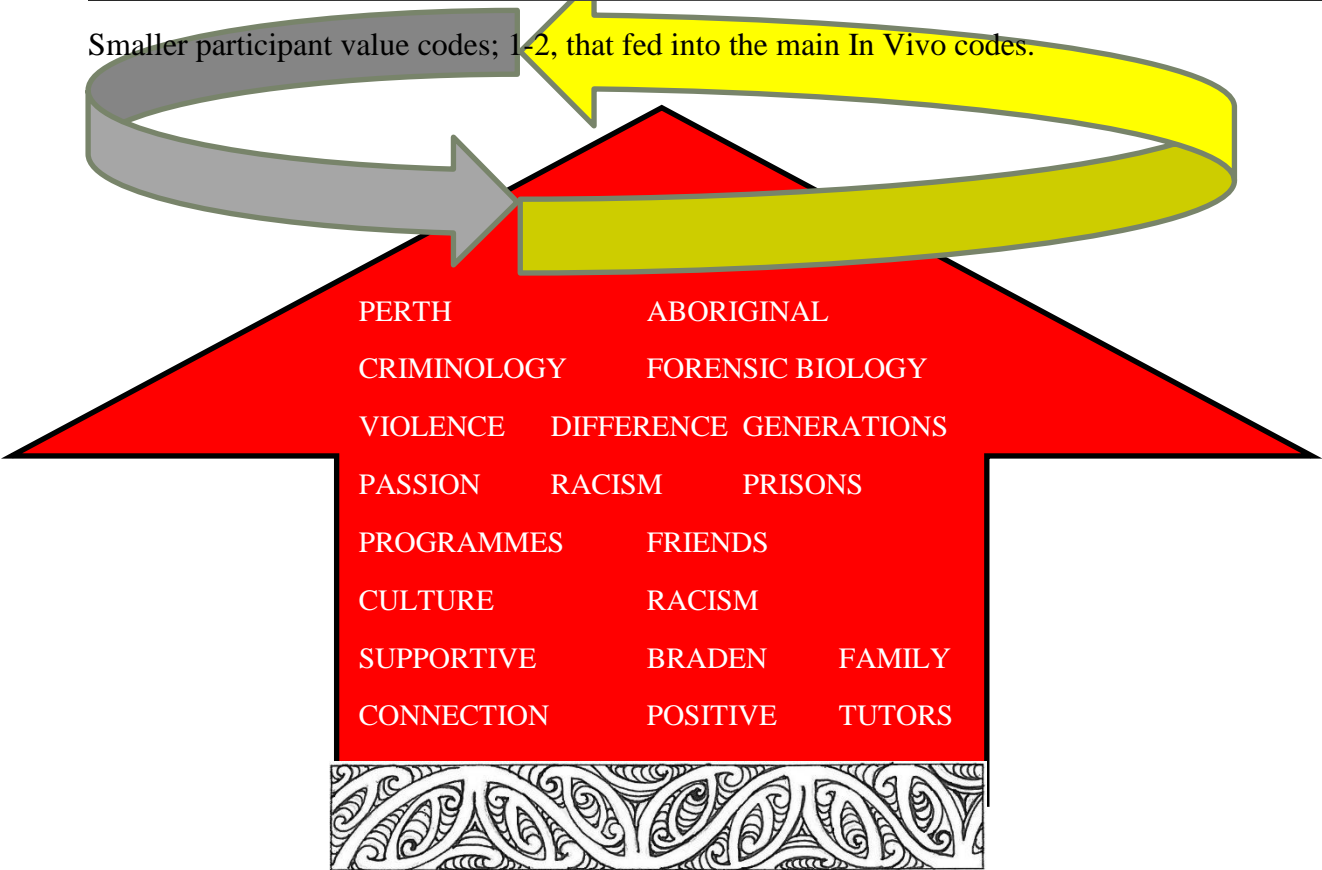 Smaller participant value codes; 1-2, that fed into the main In Vivo codes.
PERTH ABORIGINAL
CRIMINOLOGY FORENSIC BIOLOGY
VIOLENCE DIFFERENCE GENERATIONS
PASSION RACISM PRISONS
PROGRAMMES FRIENDS
CULTURE RACISM
SUPPORTIVE BRADEN FAMILY
CONNECTION POSITIVE TUTORS